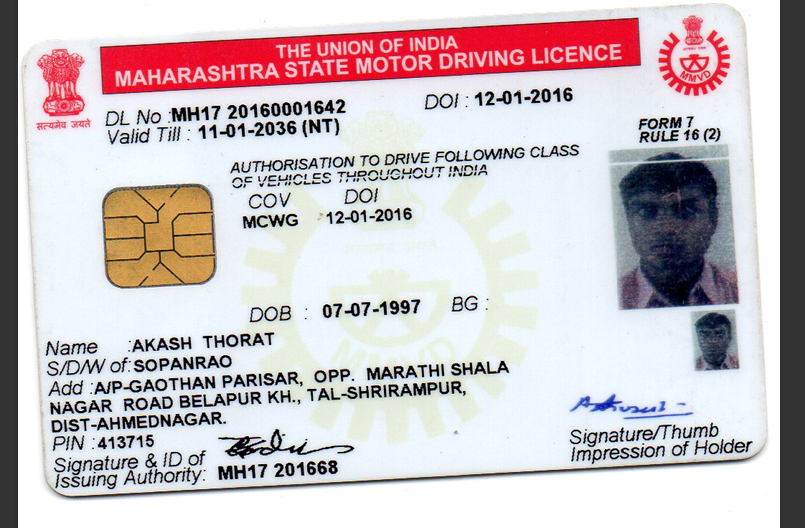 THE UNION OF INDIA
MAHARASHTRA STATE MOTOR DRIVING LICENCE
सत्यमेव जयते
MMVD
DL No :MH17 20160001642 DOI : 12-01-2016
Valid Till : 11-01-2036 (NT)
FORM 7
RULE 16 (2)
AUTHORISATION TO DRIVE FOLLOWING CLASS
OF VEHICLES THROUGHOUT INDIA
COV DOI
MCWG 12-01-2016
MMVD
DOB : 07-07-1997 BG :
Name :AKASH THORAT
S/D/W of:SOPANRAO
Add :A/P-GAOTHAN PARISAR, OPP. MARATHI SHALA
NAGAR ROAD BELAPUR KH., TAL-SHRIRAMPUR,
DIST-AHMEDNAGAR.
PIN :413715
Signature & ID of
Issuing Authority: MH17 201668
Signature/Thumb
Impression of Holder